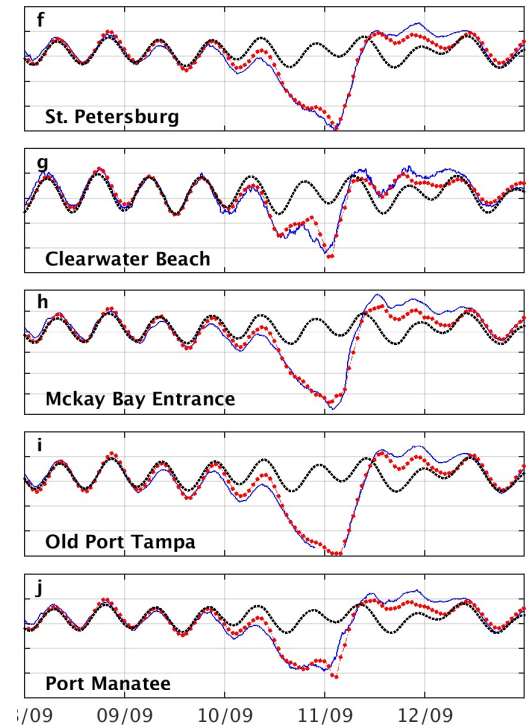 f
St. Petersburg
g
Clearwater Beach
h
Mckay Bay Entrance
i
Old Port Tampa
j
Port Manatee
/09 09/09 10/09 11/09 12/09